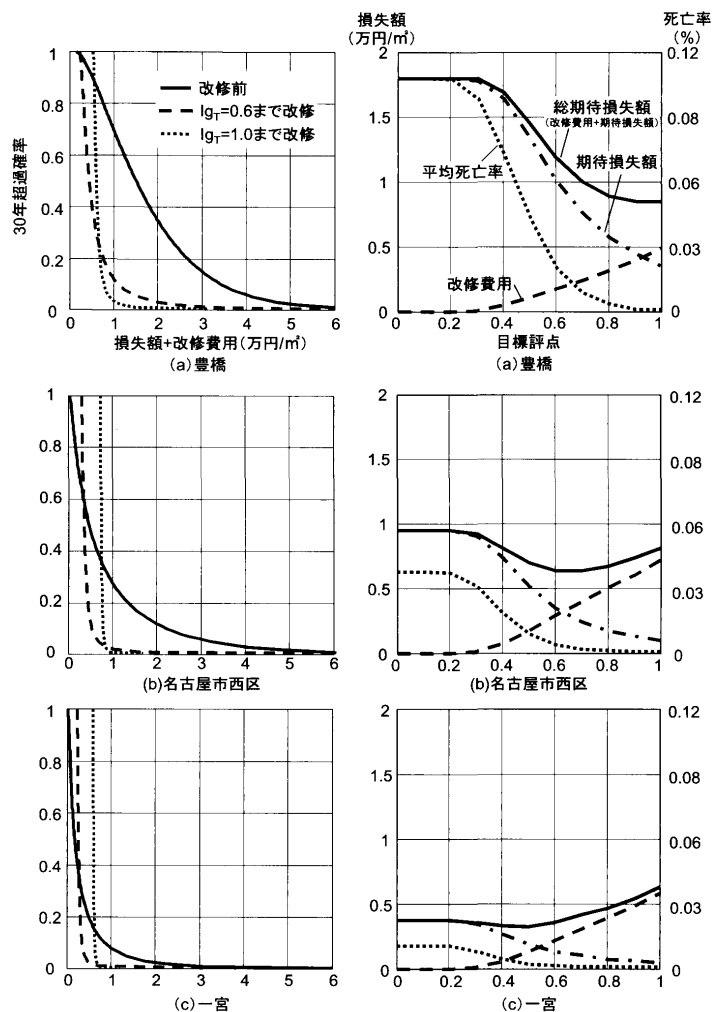 損失額
(万円/㎡)
死亡率
(%)
1
0.8
0.6
0.4
0.2
0
30年超過確率
改修前
IgT=0.6まで改修
IgT=1.0まで改修
0 1 2 3 4 5 6
損失額+改修費用(万円/㎡)
(a)豊橋
2
1.5
1
0.5
0
0.12
0.08
0.06
0.03
0
総期待損失額
(改修費用+期待損失額)
期待損失額
平均死亡率
改修費用
0 0.2 0.4 0.6 0.8 1
目標評点
(a)豊橋
1
0.8
0.6
0.4
0.2
0
0 1 2 3 4 5 6
(b)名古屋市西区
2
1.5
1
0.5
0
0.12
0.08
0.06
0.03
0
0 0.2 0.4 0.6 0.8 1
(b)名古屋市西区
1
0.8
0.6
0.4
0.2
0
0 1 2 3 4 5 6
(c)一宮
2
1.5
1
0.5
0
0.12
0.08
0.06
0.03
0
0 0.2 0.4 0.6 0.8 1
(c)一宮